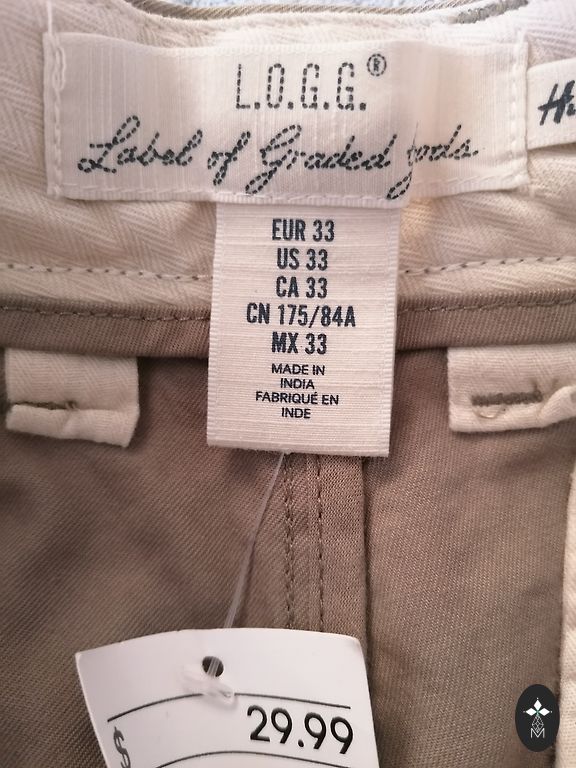 L.O.G.G.®
Label of Graded goods
EUR 33
US 33
CA 33
CN 175/84A
MX 33
MADE IN
INDIA
FABRIQUÉ EN
INDE
$ 29.99